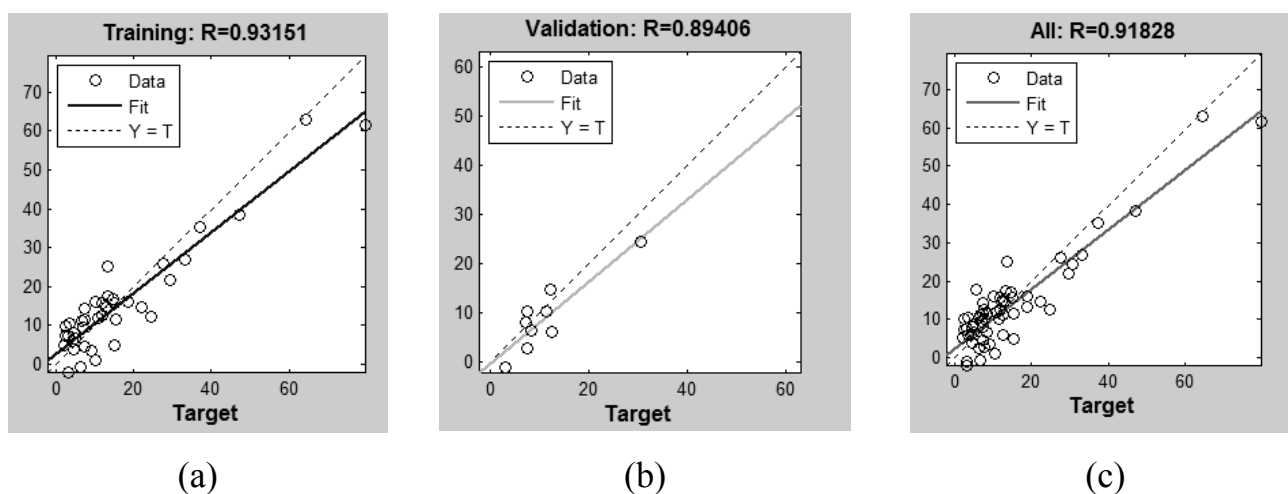 Training: R=0.93151
Data
Fit
Y = T
70
60
50
40
30
20
10
0
0 20 40 60
Target
(a)
Validation: R=0.89406
Data
Fit
Y = T
60
50
40
30
20
10
0
0 20 40 60
Target
(b)
All: R=0.91828
Data
Fit
Y = T
70
60
50
40
30
20
10
0
0 20 40 60 80
Target
(c)